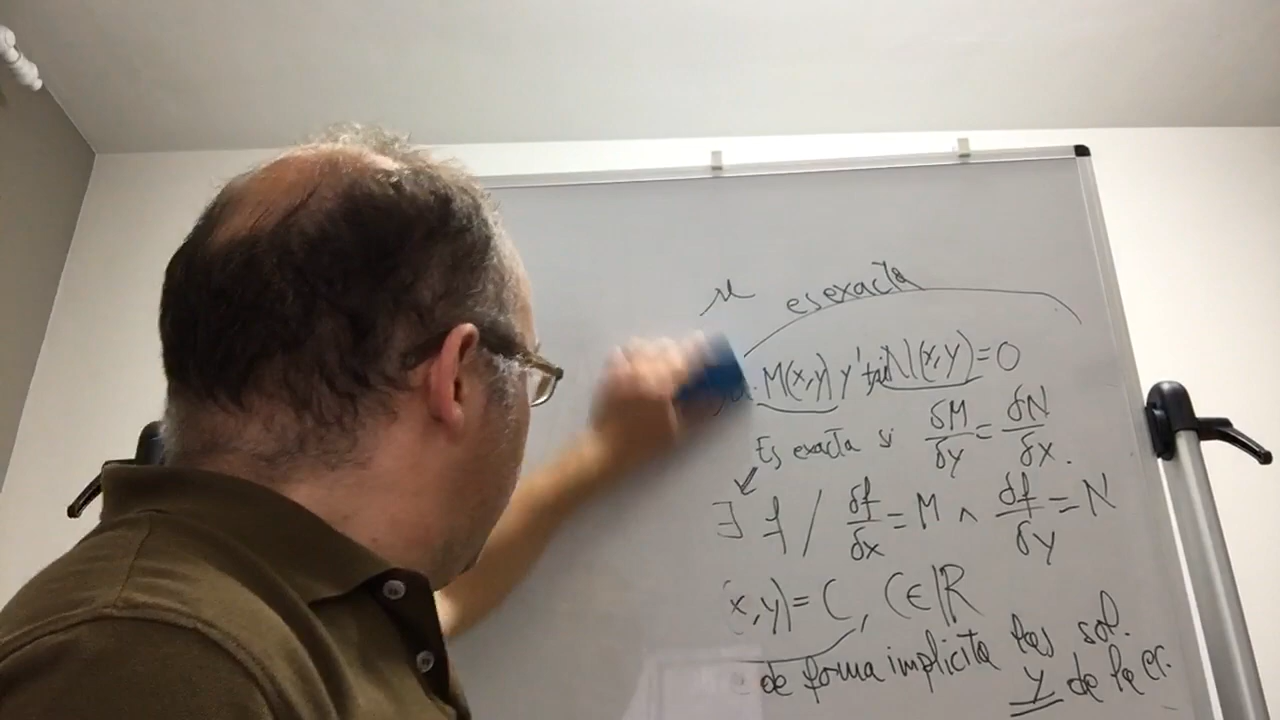 μ es exacta
μ. M(x,y) y' + μ N(x,y) = 0
Es exacta si δM/δy = δN/δx.
∃ f / δf/δx = M ∧ δf/δy = N
x,y) = C, C∈ℝ
de forma implícita las sol.
y de la ec.